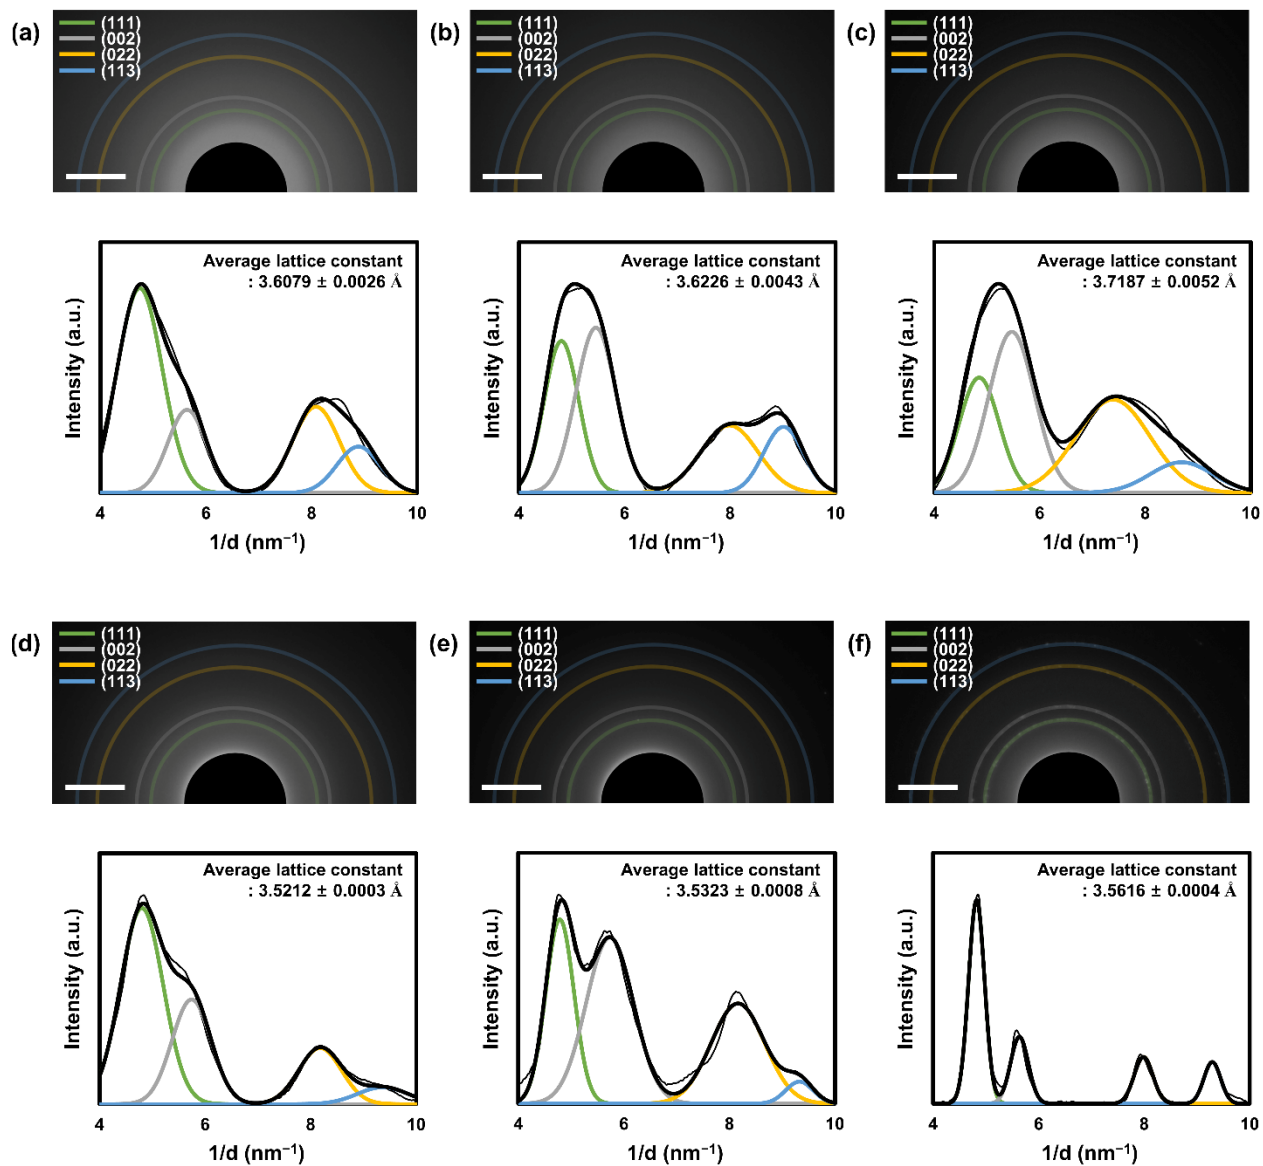 (a)
(111)
(002)
(022)
(113)
(b)
(111)
(002)
(022)
(113)
(c)
(111)
(002)
(022)
(113)
Average lattice constant
: 3.6079 ± 0.0026 Å
Intensity (a.u.)
4 6 8 10
1/d (nm⁻¹)
Average lattice constant
: 3.6226 ± 0.0043 Å
Intensity (a.u.)
4 6 8 10
1/d (nm⁻¹)
Average lattice constant
: 3.7187 ± 0.0052 Å
Intensity (a.u.)
4 6 8 10
1/d (nm⁻¹)
(d)
(111)
(002)
(022)
(113)
(e)
(111)
(002)
(022)
(113)
(f)
(111)
(002)
(022)
(113)
Average lattice constant
: 3.5212 ± 0.0003 Å
Intensity (a.u.)
4 6 8 10
1/d (nm⁻¹)
Average lattice constant
: 3.5323 ± 0.0008 Å
Intensity (a.u.)
4 6 8 10
1/d (nm⁻¹)
Average lattice constant
: 3.5616 ± 0.0004 Å
Intensity (a.u.)
4 6 8 10
1/d (nm⁻¹)